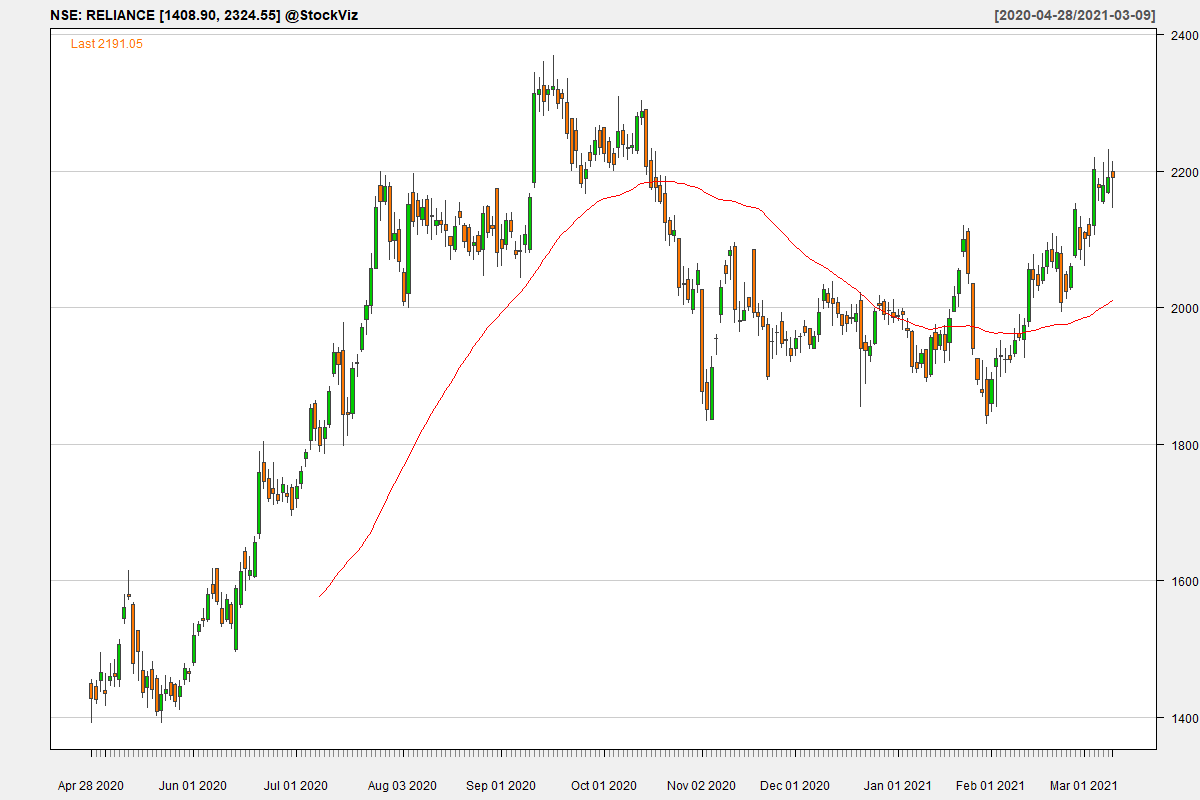 NSE: RELIANCE [1408.90, 2324.55] @StockViz
[2020-04-28/2021-03-09]
Last 2191.05
2400
2200
2000
1800
1600
1400
Apr 28 2020 Jun 01 2020 Jul 01 2020 Aug 03 2020 Sep 01 2020 Oct 01 2020 Nov 02 2020 Dec 01 2020 Jan 01 2021 Feb 01 2021 Mar 01 2021